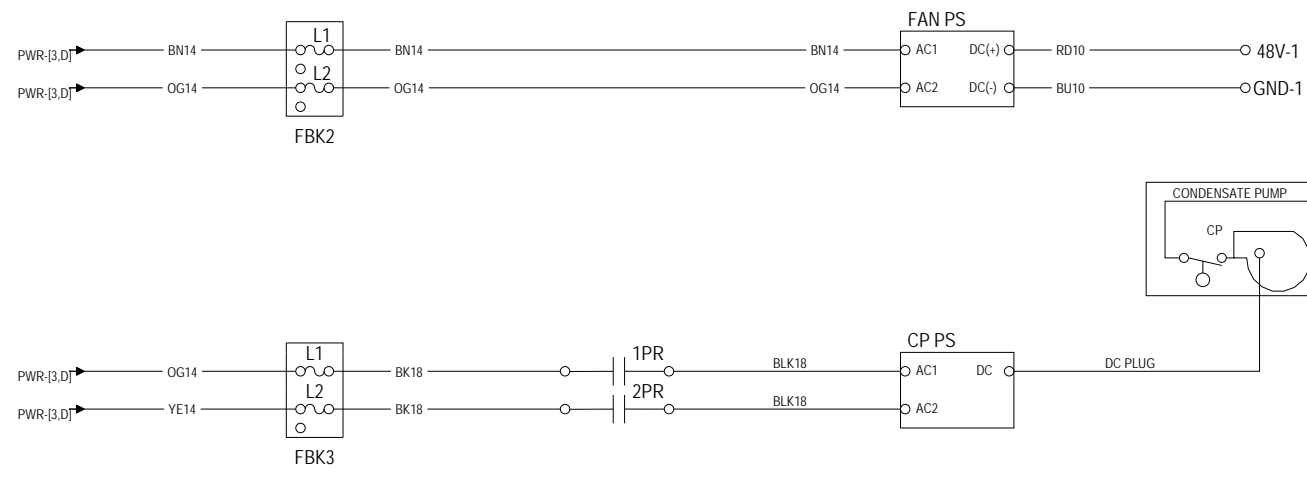 FAN PS
L1
PWR-[3,D] BN14 BN14 BN14 AC1 DC(+) RD10 48V-1
L2
PWR-[3,D] OG14 OG14 OG14 AC2 DC(-) BU10 GND-1
FBK2
CONDENSATE PUMP
CP
CP PS
L1 1PR BLK18 DC PLUG
PWR-[3,D] OG14 BK18 AC1 DC
L2 2PR BLK18
PWR-[3,D] YE14 BK18 AC2
FBK3